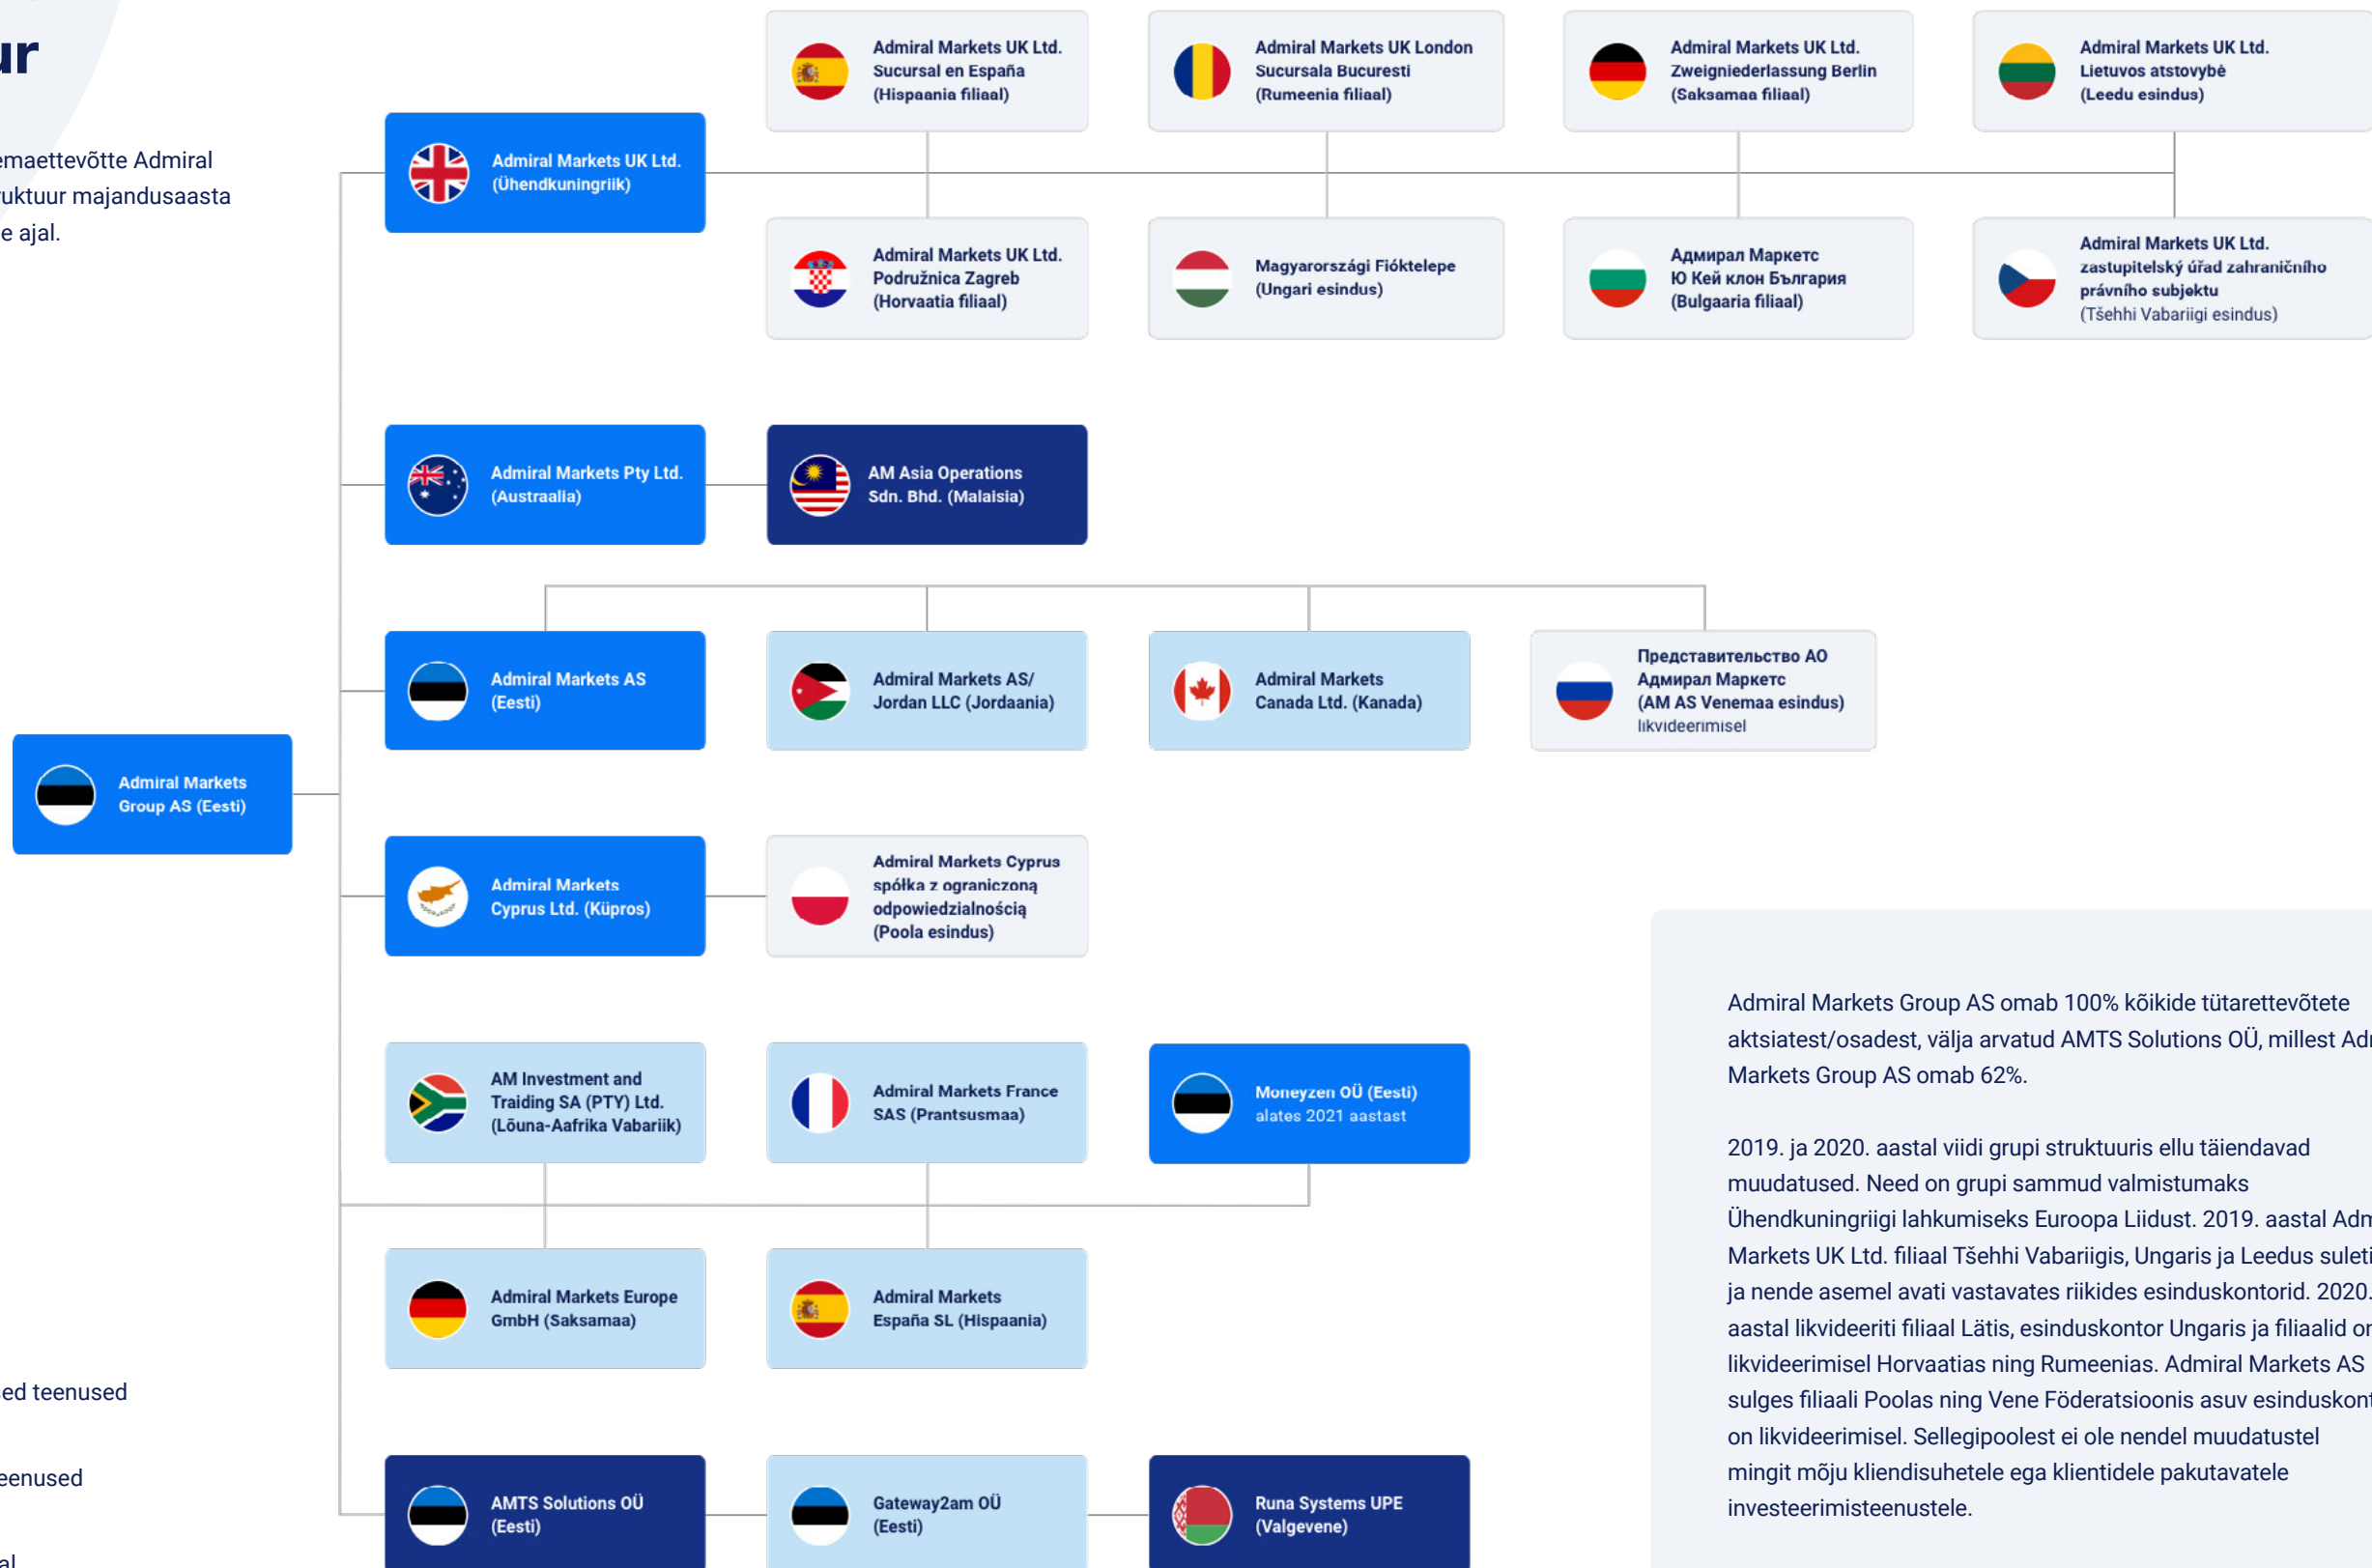 emaettevõtte Admiral
majandusaasta
e ajal.
Admiral Markets UK Ltd.
Sucursal en España
(Hispaania filiaal)
Admiral Markets UK London
Sucursala Bucuresti
(Rumeenia filiaal)
Admiral Markets UK Ltd.
Zweigniederlassung Berlin
(Saksamaa filiaal)
Admiral Markets UK Ltd.
Lietuvos atstovybė
(Leedu esindus)
Admiral Markets UK Ltd.
(Ühendkuningriik)
Admiral Markets UK Ltd.
Podružnica Zagreb
(Horvaatia filiaal)
Magyarországi Fióktelepe
(Ungari esindus)
Адмирал Маркетс
Ю Кей клон България
(Bulgaaria filiaal)
Admiral Markets UK Ltd.
zastupitelský úřad zahraničního
právního subjektu
(Tšehhi Vabariigi esindus)
Admiral Markets Pty Ltd.
(Austraalia)
AM Asia Operations
Sdn. Bhd. (Malaisia)
Admiral Markets AS
(Eesti)
Admiral Markets AS/
Jordan LLC (Jordaania)
Admiral Markets
Canada Ltd. (Kanada)
Представительство АО
Адмирал Маркетс
(AM AS Venemaa esindus)
likvideerimisel
Admiral Markets
Group AS (Eesti)
Admiral Markets
Cyprus Ltd. (Küpros)
Admiral Markets Cyprus
spółka z ograniczoną
odpowiedzialnością
(Poola esindus)
AM Investment and
Traiding SA (PTY) Ltd.
(Lõuna-Aafrika Vabariik)
Admiral Markets France
SAS (Prantsusmaa)
Moneyzen OÜ (Eesti)
alates 2021 aastast
Admiral Markets Europe
GmbH (Saksamaa)
Admiral Markets
España SL (Hispaania)
AMTS Solutions OÜ
(Eesti)
Gateway2am OÜ
(Eesti)
Runa Systems UPE
(Valgevene)
teenused
Admiral Markets Group AS omab 100% kõikide tütarettevõtete
aktsiatest/osadest, välja arvatud AMTS Solutions OÜ, millest
Markets Group AS omab 62%.
2019. ja 2020. aastal viidi grupi struktuuris ellu täiendavad
muudatused. Need on grupi sammud valmistumaks
Ühendkuningriigi lahkumiseks Euroopa Liidust. 2019. aastal
Markets UK Ltd. filiaal Tšehhi Vabariigis, Ungaris ja Leedus
ja nende asemel avati vastavates riikides esinduskontorid. 2020.
aastal likvideeriti filiaal Lätis, esinduskontor Ungaris ja filiaalid
likvideerimisel Horvaatias ning Rumeenias. Admiral Markets AS
sulges filiaali Poolas ning Vene Föderatsioonis asuv
on likvideerimisel. Sellegipoolest ei ole nendel muudatustel
mingit mõju kliendisuhetele ega klientidele pakutavatele
investeerimisteenustele.